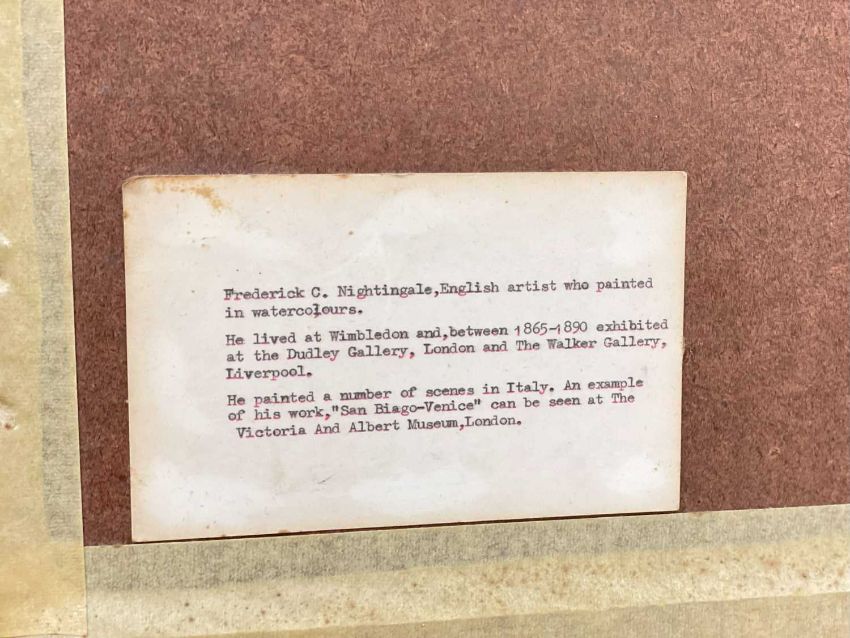 Frederick C. Nightingale,English artist who painted
in watercolours.
He lived at Wimbledon and,between 1865-1890 exhibited
at the Dudley Gallery, London and The Walker Gallery,
Liverpool.
He painted a number of scenes in Italy. An example
of his work,"San Biago-Venice" can be seen at The
Victoria And Albert Museum,London.